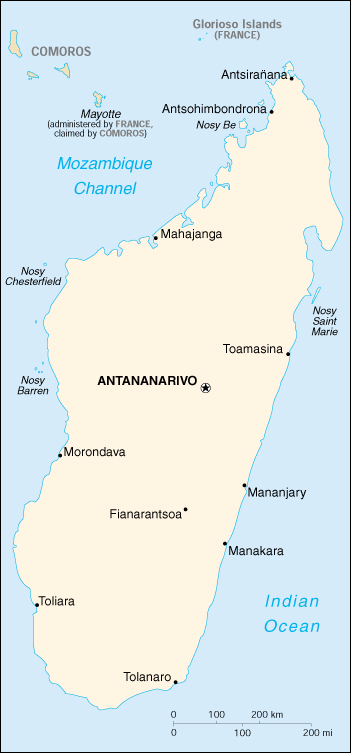 Glorioso Islands
(FRANCE)
COMOROS
Antsirañana
Mayotte
(administered by FRANCE,
claimed by COMOROS)
Antsohimbondrona
Nosy Be
Mozambique
Channel
Mahajanga
Nosy
Chesterfield
Nosy
Saint
Marie
Toamasina
Nosy
Barren
ANTANANARIVO
Morondava
Mananjary
Fianarantsoa
Manakara
Toliara
Indian
Ocean
Tolanaro
0 100 200 km
0 100 200 mi